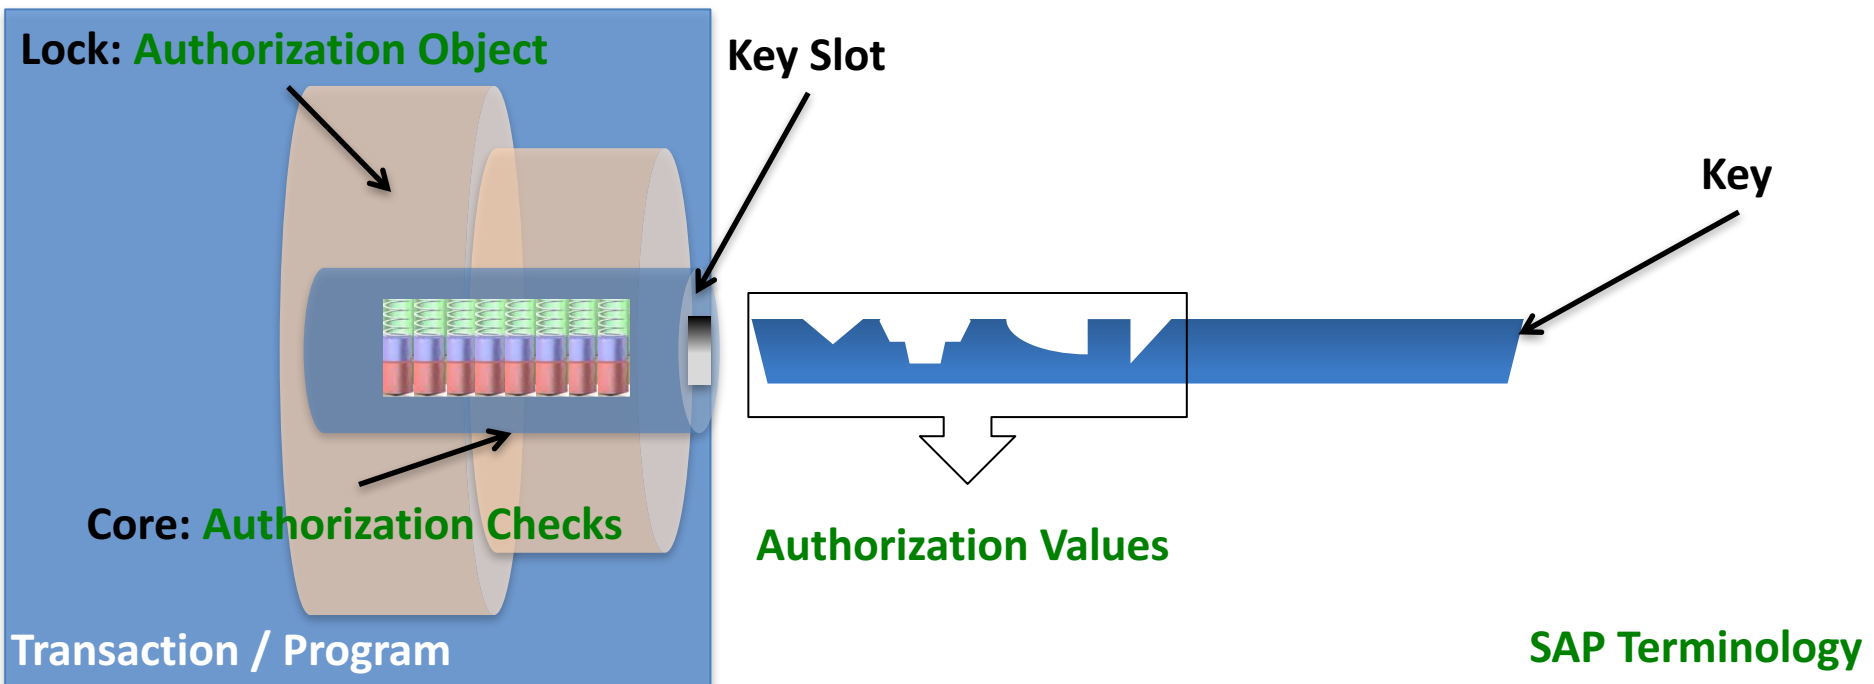 Lock: Authorization Object
Key Slot
Key
Core: Authorization Checks
Authorization Values
Transaction / Program
SAP Terminology